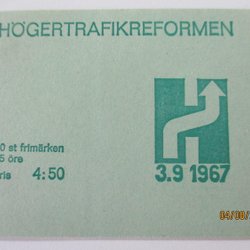 HÖGERTRAFIKREFORMEN
0 st frimärken
5 öre
ris 4:50
3.9 1967